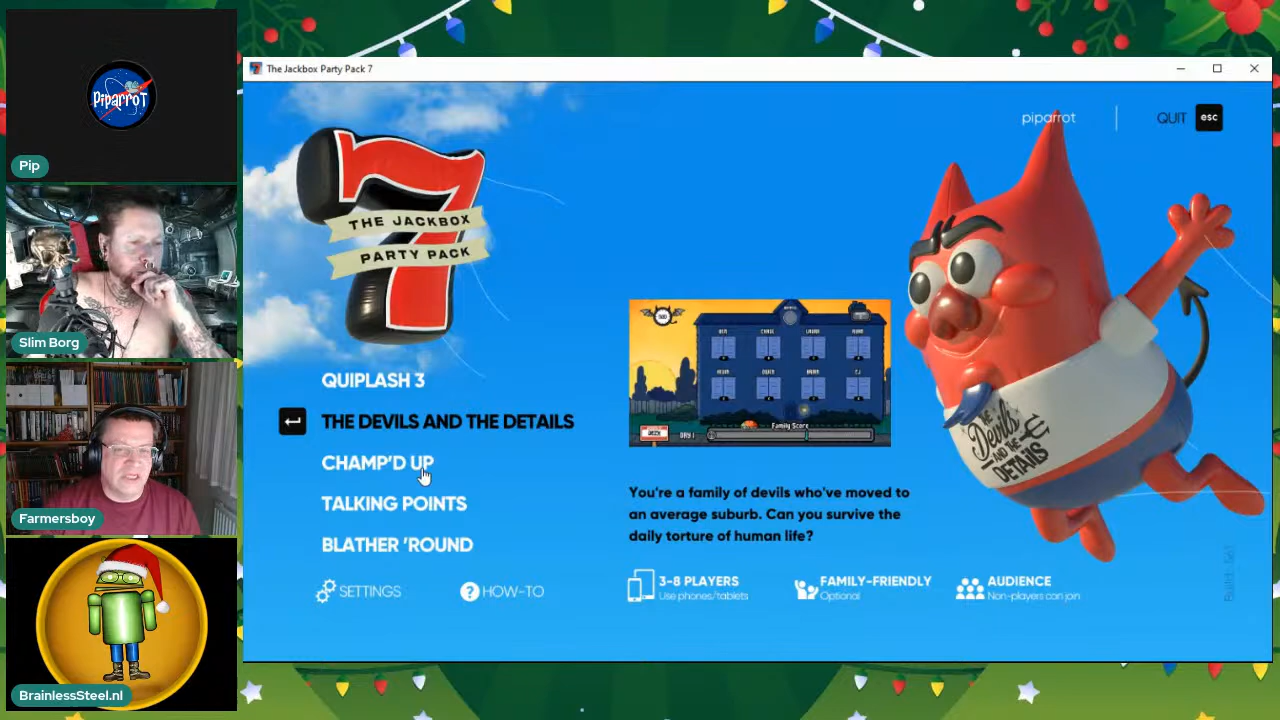 The Jackbox Party Pack 7
piparrot
QUIT
esc
THE JACKBOX
PARTY PACK
7
QUIPLASH 3
THE DEVILS AND THE DETAILS
CHAMP'D UP
TALKING POINTS
BLATHER 'ROUND
SETTINGS
? HOW-TO
DAY 1
Family Score
You're a family of devils who've moved to
an average suburb. Can you survive the
daily torture of human life?
3-8 PLAYERS
Use phones/tablets
FAMILY-FRIENDLY
Optional
AUDIENCE
Non-players can join
THE
Devils
AND THE
DETAILS
PiparroT
Pip
Slim Borg
Farmersboy
BrainlessSteel.nl